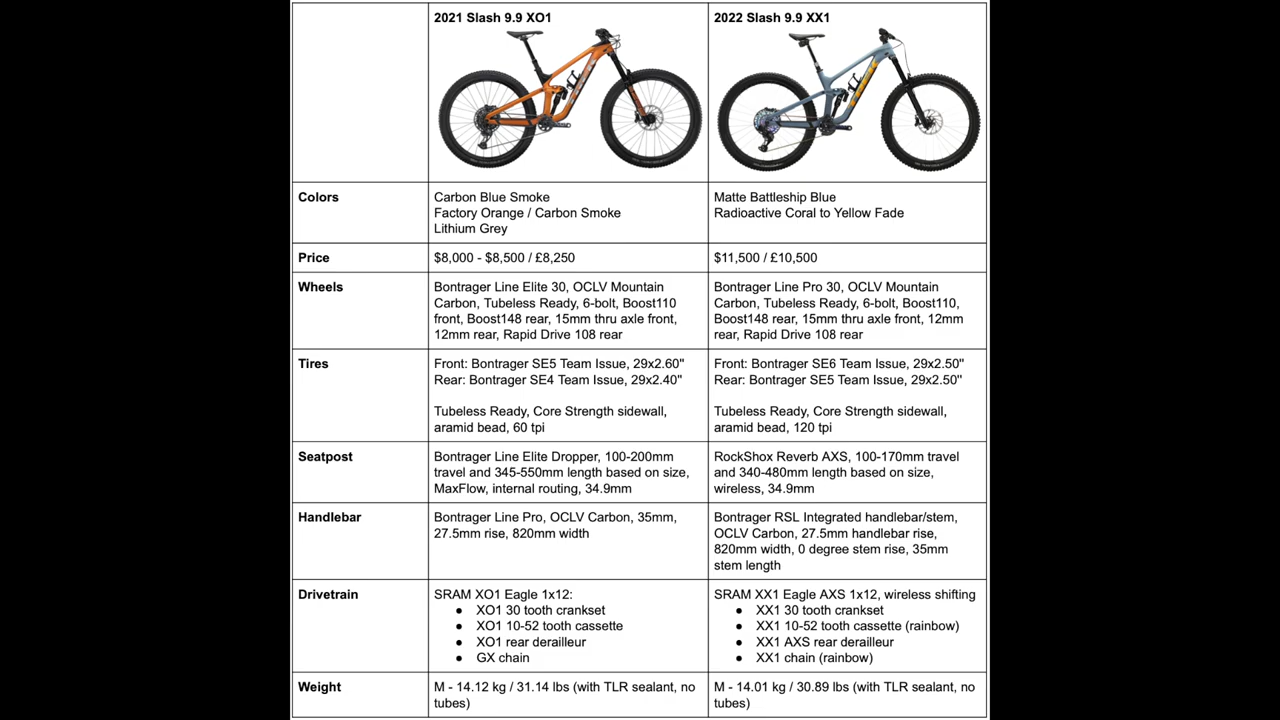 2021 Slash 9.9 XO1
2022 Slash 9.9 XX1
Colors
Carbon Blue Smoke
Factory Orange / Carbon Smoke
Lithium Grey
Matte Battleship Blue
Radioactive Coral to Yellow Fade
Price
$8,000 - $8,500 / £8,250
$11,500 / £10,500
Wheels
Bontrager Line Elite 30, OCLV Mountain
Carbon, Tubeless Ready, 6-bolt, Boost110
front, Boost148 rear, 15mm thru axle front,
12mm rear, Rapid Drive 108 rear
Bontrager Line Pro 30, OCLV Mountain
Carbon, Tubeless Ready, 6-bolt, Boost110,
Boost148 rear, 15mm thru axle front, 12mm
rear, Rapid Drive 108 rear
Tires
Front: Bontrager SE5 Team Issue, 29x2.60"
Rear: Bontrager SE4 Team Issue, 29x2.40"
Tubeless Ready, Core Strength sidewall,
aramid bead, 60 tpi
Front: Bontrager SE6 Team Issue, 29x2.50"
Rear: Bontrager SE5 Team Issue, 29x2.50"
Tubeless Ready, Core Strength sidewall,
aramid bead, 120 tpi
Seatpost
Bontrager Line Elite Dropper, 100-200mm
travel and 345-550mm length based on size,
MaxFlow, internal routing, 34.9mm
RockShox Reverb AXS, 100-170mm travel
and 340-480mm length based on size,
wireless, 34.9mm
Handlebar
Bontrager Line Pro, OCLV Carbon, 35mm,
27.5mm rise, 820mm width
Bontrager RSL Integrated handlebar/stem,
OCLV Carbon, 27.5mm handlebar rise,
820mm width, 0 degree stem rise, 35mm
stem length
Drivetrain
SRAM XO1 Eagle 1x12:
● XO1 30 tooth crankset
● XO1 10-52 tooth cassette
● XO1 rear derailleur
● GX chain
SRAM XX1 Eagle AXS 1x12, wireless shifting
● XX1 30 tooth crankset
● XX1 10-52 tooth cassette (rainbow)
● XX1 AXS rear derailleur
● XX1 chain (rainbow)
Weight
M - 14.12 kg / 31.14 lbs (with TLR sealant, no
tubes)
M - 14.01 kg / 30.89 lbs (with TLR sealant, no
tubes)